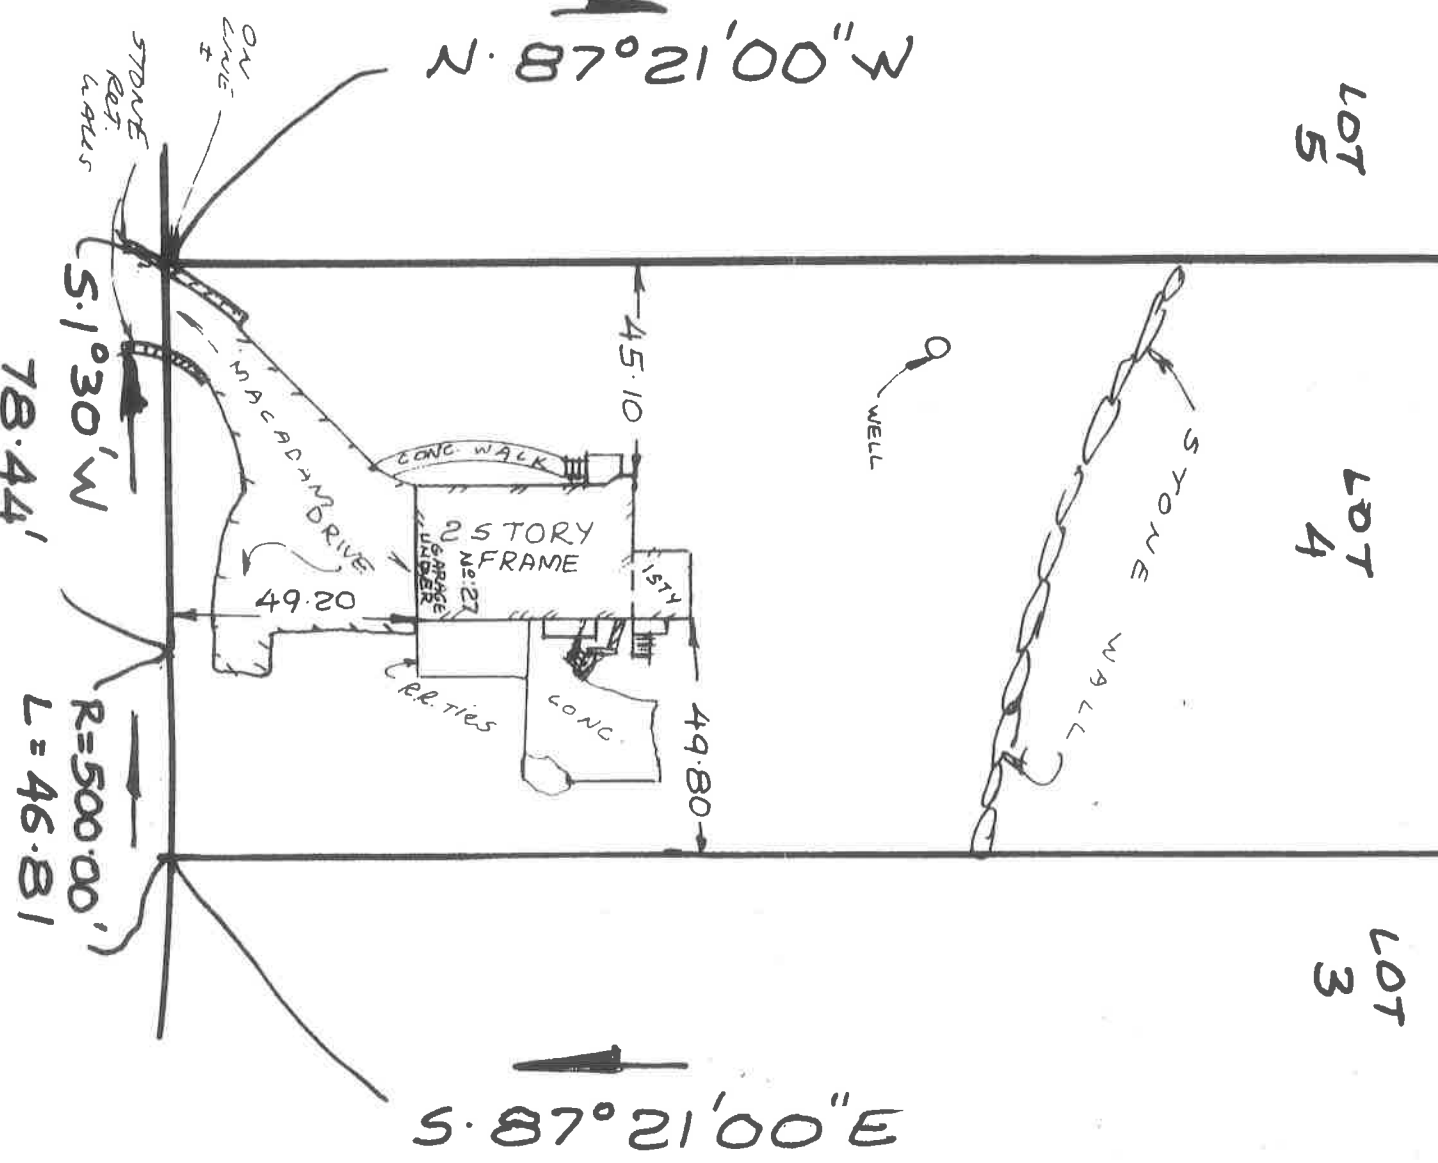 N. 87°21'00"W
LOT
5
ON
LINE
±
STONE
RET.
WALLS
S.1°30'W
78.44'
45.10
WELL
STONE WALL
LOT
4
MACADAM DRIVE
CONC. WALK
2 STORY
FRAME
No:27
GARAGE
UNDER
1STY
49.20
R.R. Ties
CONC.
49.80
R=500.00'
L=46.81
LOT
3
S. 87°21'00"E